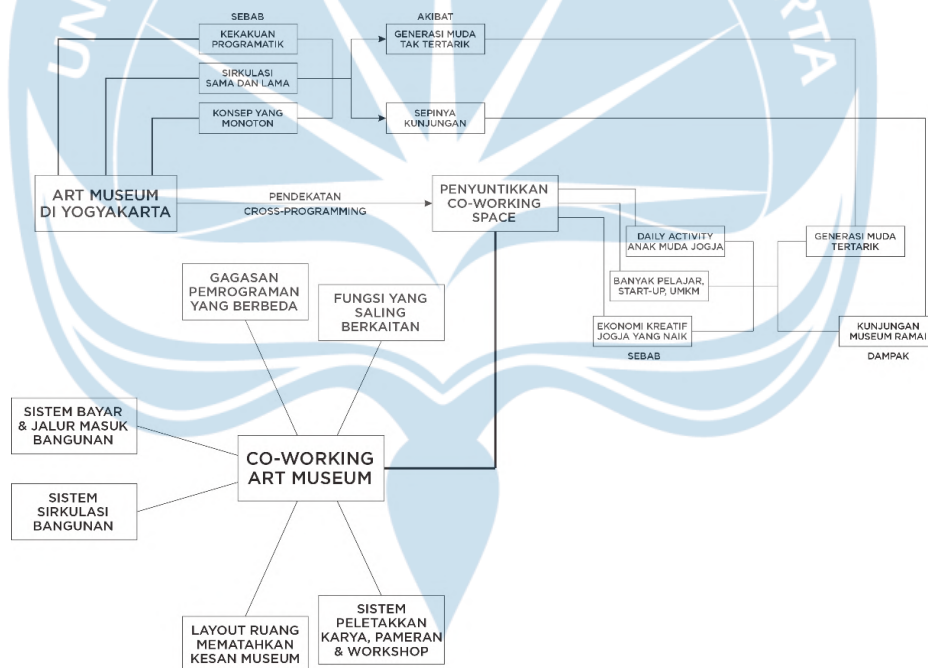 SEBAB
KEKAKUAN
PROGRAMATIK
SIRKULASI
SAMA DAN LAMA
KONSEP YANG
MONOTON
AKIBAT
GENERASI MUDA
TAK TERTARIK
SEPINYA
KUNJUNGAN
ART MUSEUM
DI YOGYAKARTA
PENDEKATAN
CROSS-PROGRAMMING
PENYUNTIKKAN
CO-WORKING
SPACE
DAILY ACTIVITY
ANAK MUDA JOGJA
BANYAK PELAJAR,
START-UP, UMKM
EKONOMI KREATIF
JOGJA YANG NAIK
SEBAB
GENERASI MUDA
TERTARIK
KUNJUNGAN
MUSEUM RAMAI
DAMPAK
GAGASAN
PEMROGRAMAN
YANG BERBEDA
FUNGSI YANG
SALING
BERKAITAN
SISTEM BAYAR
& JALUR MASUK
BANGUNAN
CO-WORKING
ART MUSEUM
SISTEM
SIRKULASI
BANGUNAN
LAYOUT RUANG
MEMATAHKAN
KESAN MUSEUM
SISTEM
PELETAKKAN
KARYA, PAMERAN
& WORKSHOP